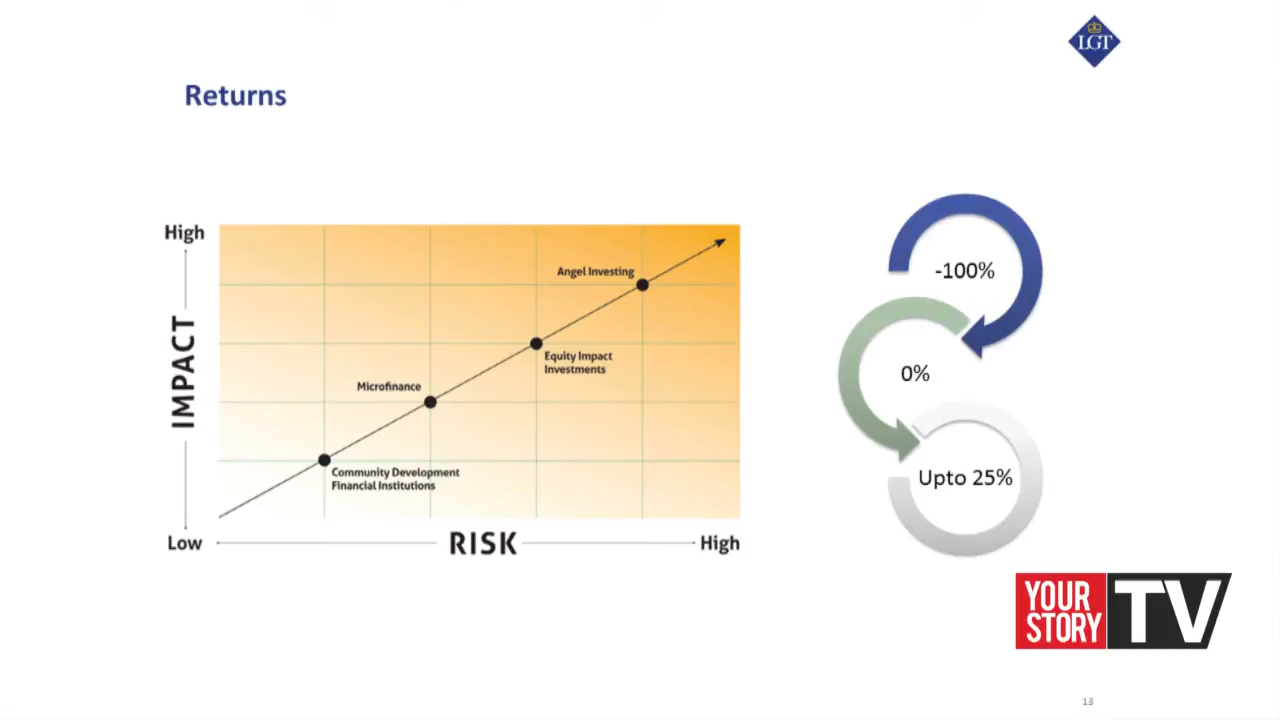 LGT
Returns
High
IMPACT
Low
Angel Investing
Equity Impact
Investments
Microfinance
Community Development
Financial Institutions
RISK
High
-100%
0%
Upto 25%
YOUR
STORY
TV
13